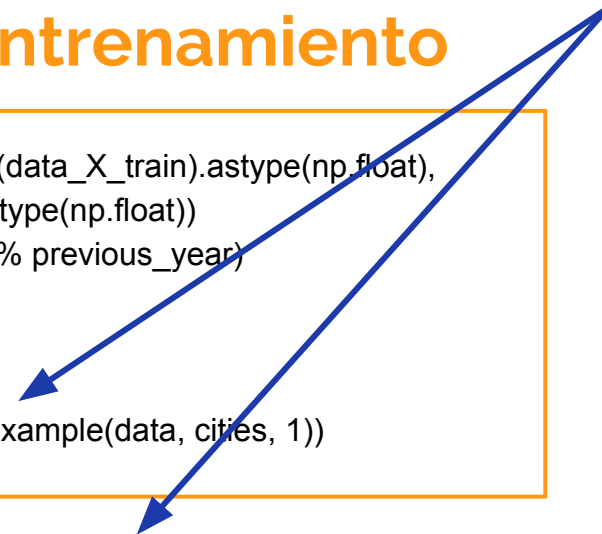 ntrenamiento
(data_X_train).astype(np.float),
type(np.float))
% previous_year)
xample(data, cities, 1))